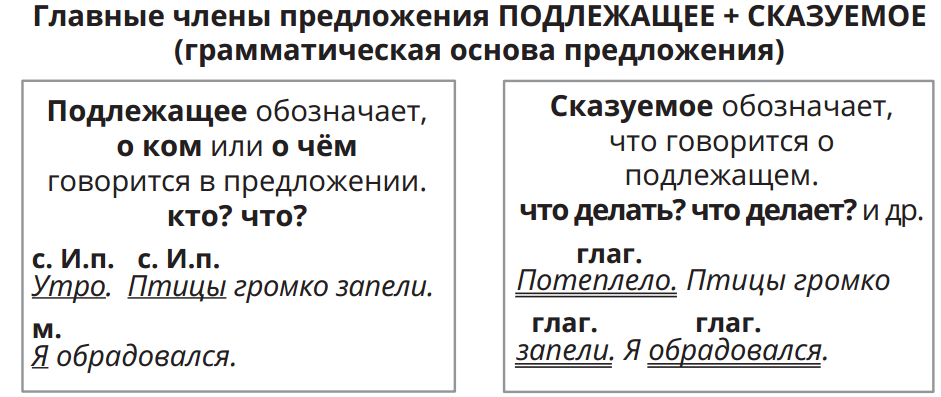 Главные члены предложения ПОДЛЕЖАЩЕЕ + СКАЗУЕМОЕ
(грамматическая основа предложения)
Подлежащее обозначает,
о ком или о чём
говорится в предложении.
кто? что?
с. И.п. с. И.п.
Утро. Птицы громко запели.
м.
Я обрадовался.
Сказуемое обозначает,
что говорится о
подлежащем.
что делать? что делает? и др.
глаг.
Потеплело. Птицы громко
глаг. глаг.
запели. Я обрадовался.